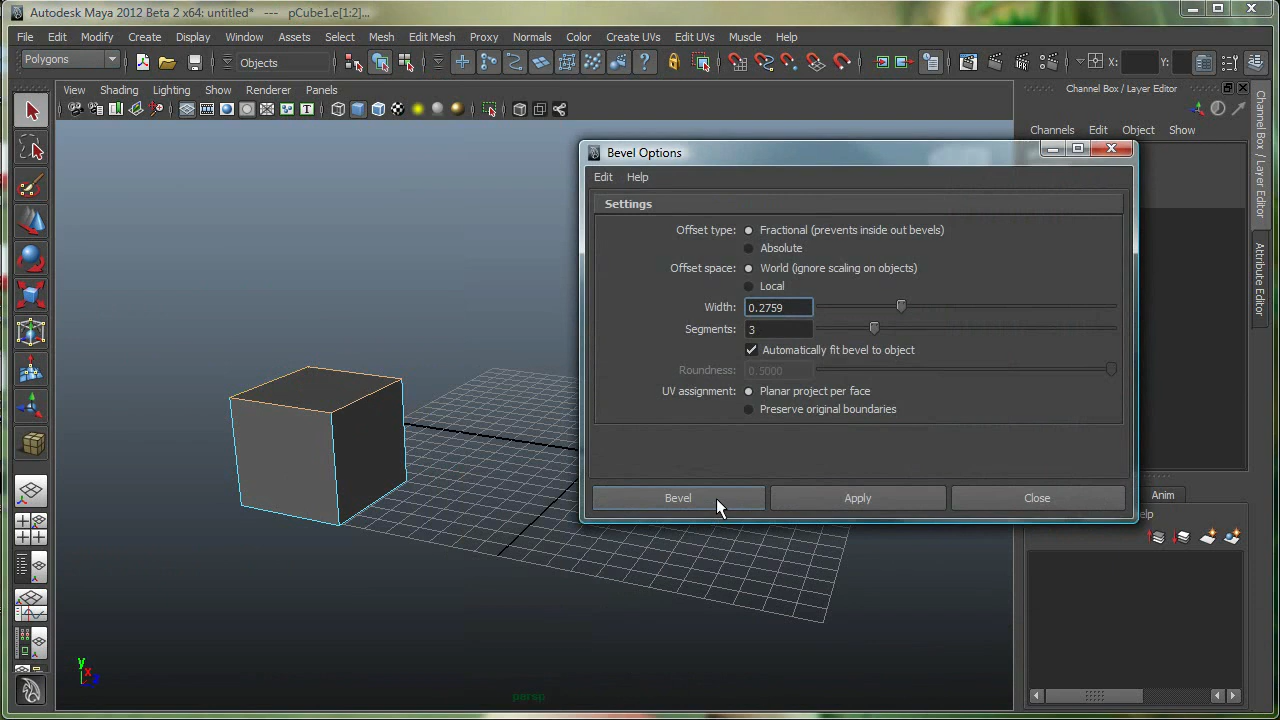 Autodesk Maya 2012 Beta 2 x64: untitled* --- pCube1.e[1:2]...
File Edit Modify Create Display Window Assets Select Mesh Edit Mesh Proxy Normals Color Create UVs Edit UVs Muscle Help
Polygons Objects X: Y:
View Shading Lighting Show Renderer Panels
Channel Box / Layer Editor
Channels Edit Object Show
Channel Box / Layer Editor
Attribute Editor
Bevel Options
Edit Help
Settings
Offset type: Fractional (prevents inside out bevels)
Absolute
Offset space: World (ignore scaling on objects)
Local
Width: 0.2759
Segments: 3
Automatically fit bevel to object
Roundness: 0.5000
UV assignment: Planar project per face
Preserve original boundaries
Bevel Apply Close
Anim
elp
y
x
z
persp